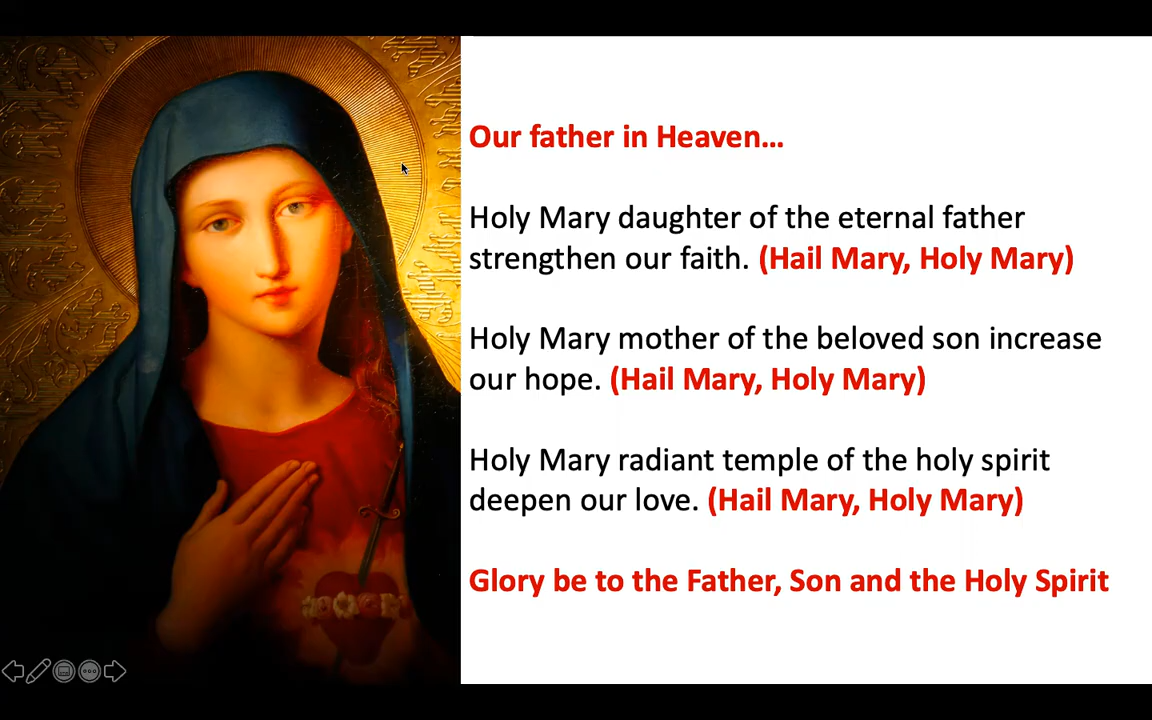 Our father in Heaven...
Holy Mary daughter of the eternal father
strengthen our faith. (Hail Mary, Holy Mary)
Holy Mary mother of the beloved son increase
our hope. (Hail Mary, Holy Mary)
Holy Mary radiant temple of the holy spirit
deepen our love. (Hail Mary, Holy Mary)
Glory be to the Father, Son and the Holy Spirit